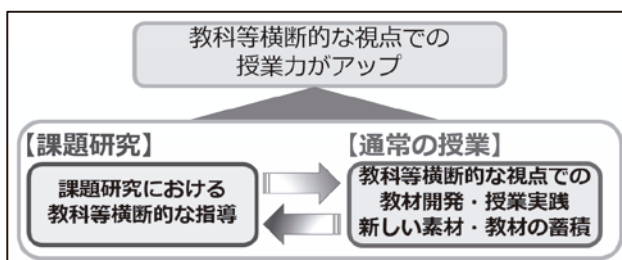 教科等横断的な視点での
授業力がアップ
【課題研究】
課題研究における
教科等横断的な指導
【通常の授業】
教科等横断的な視点での
教材開発・授業実践
新しい素材・教材の蓄積